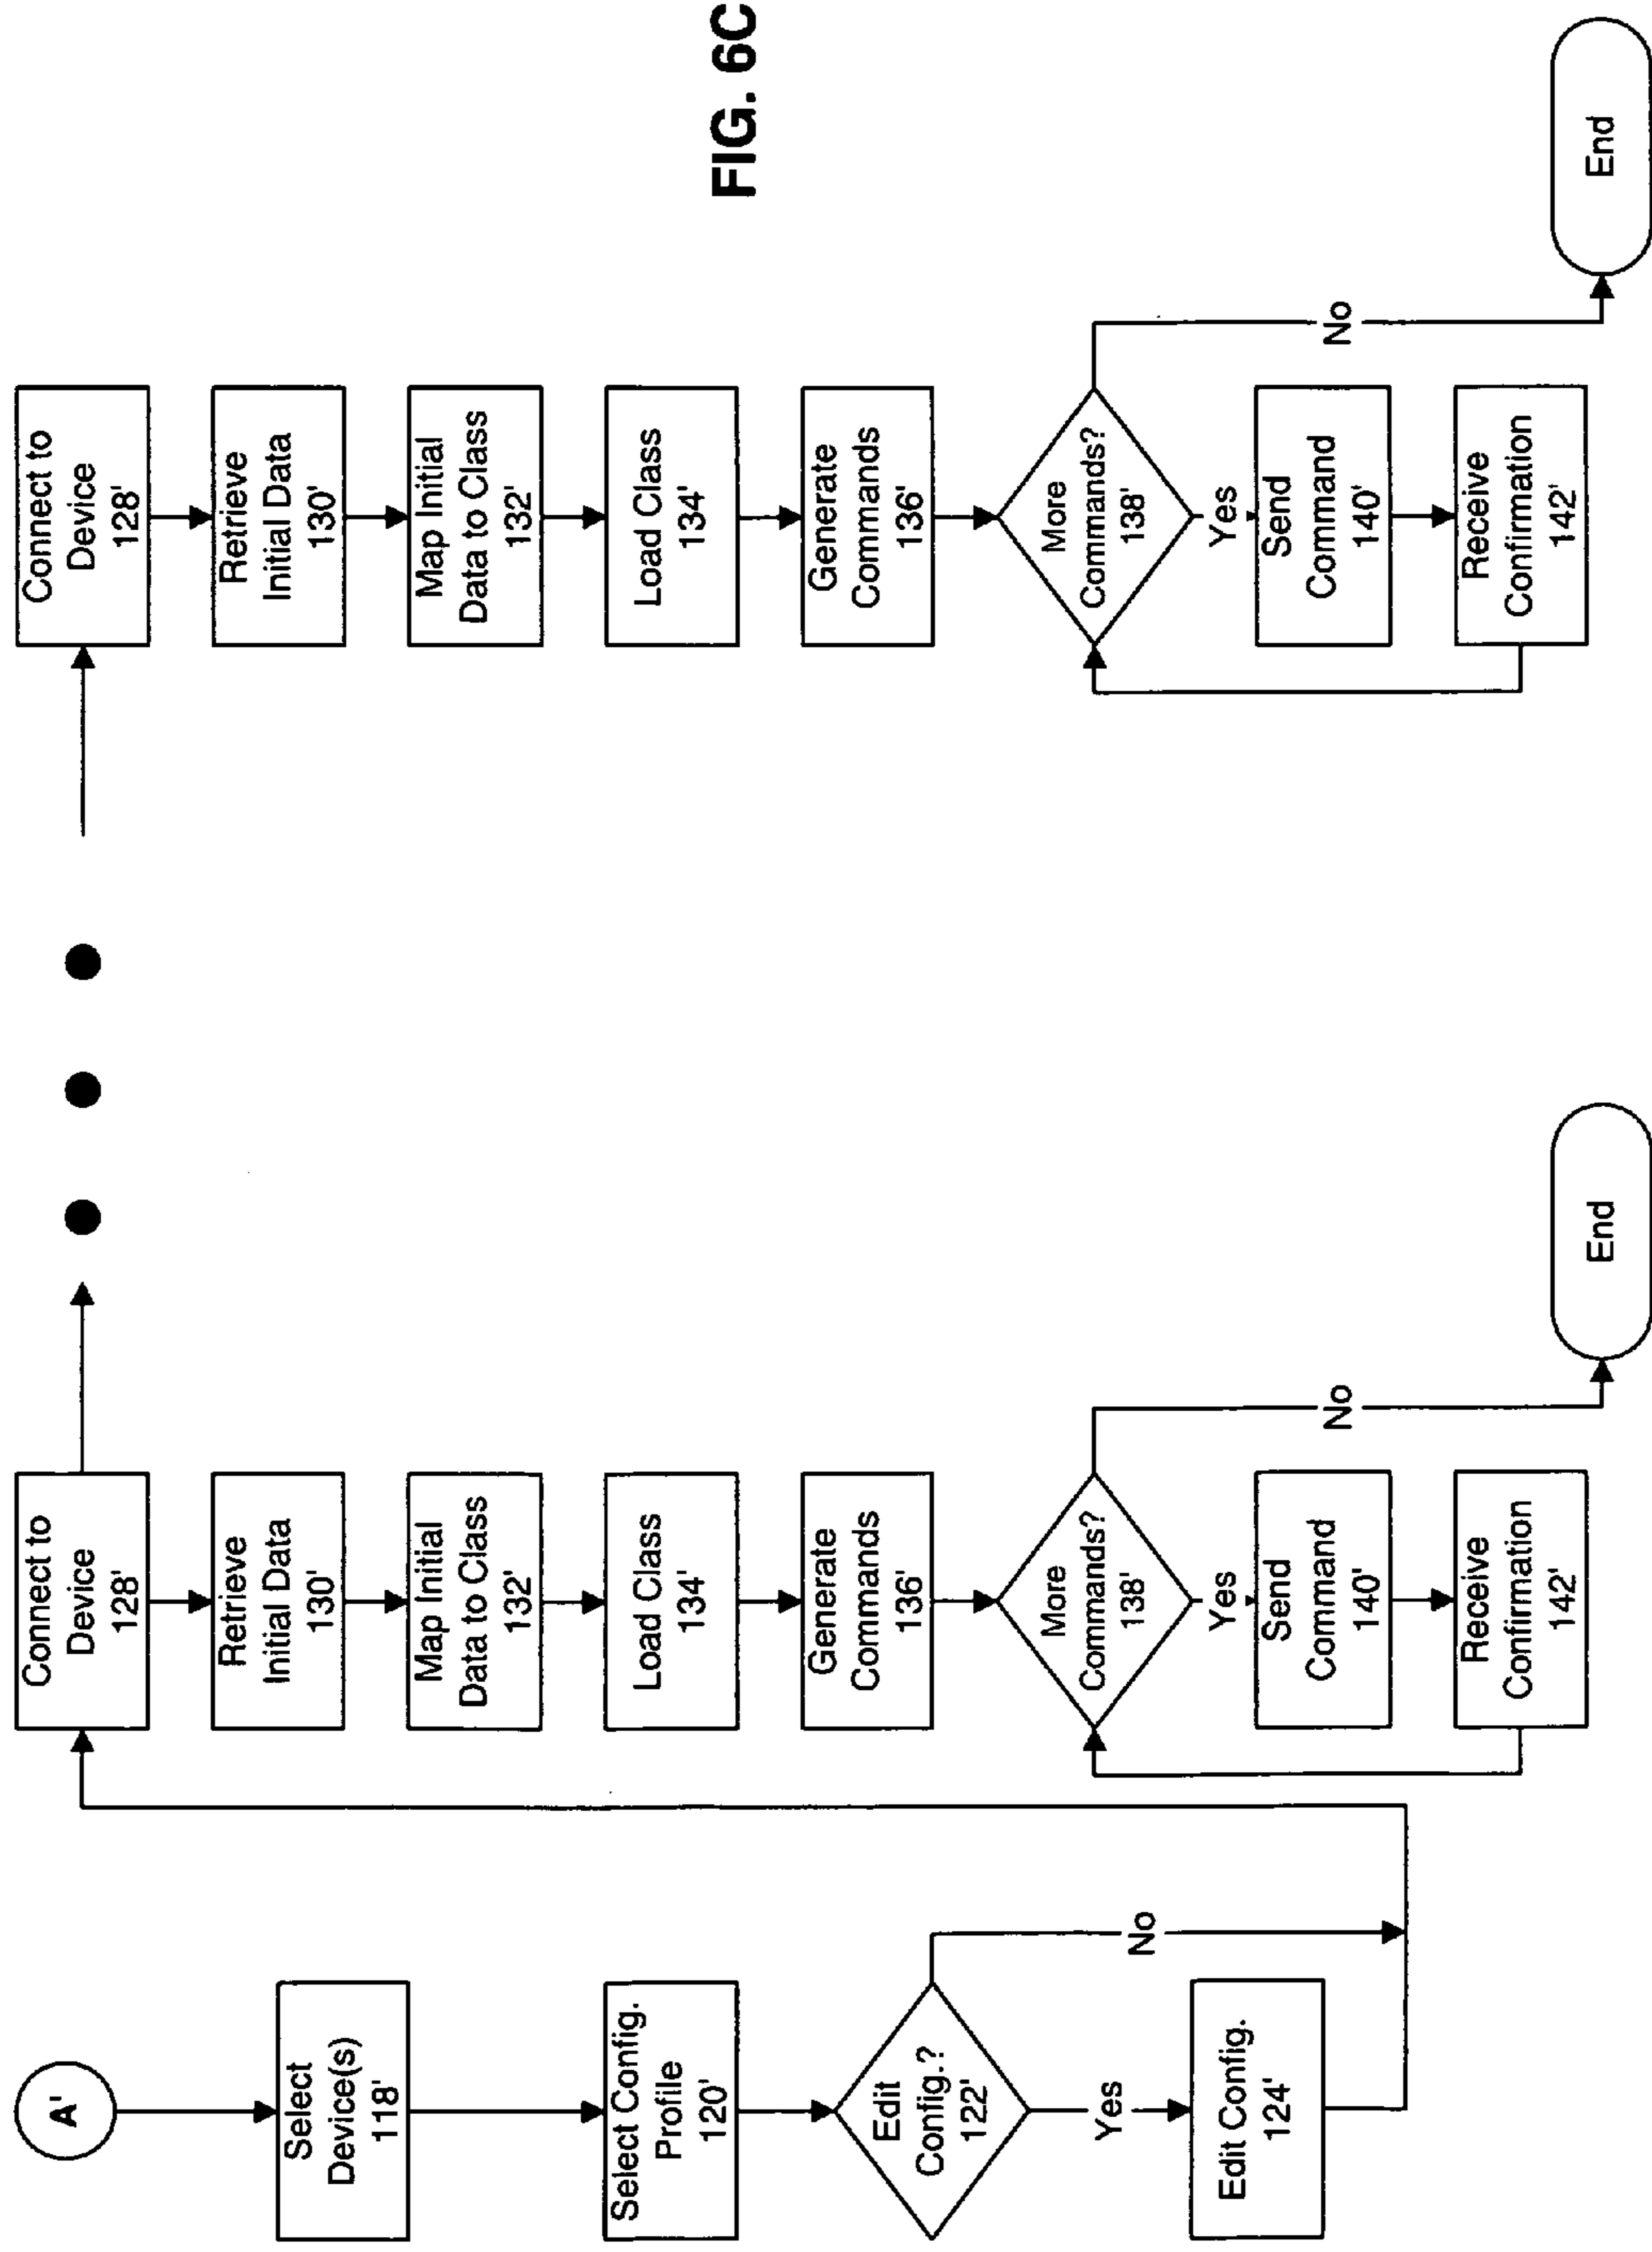 A'
Select
Device(s)
118'
Select Config.
Profile
120'
Edit
Config.?
122'
No
Yes
Edit Config.
124'
Connect to
Device
128'
Retrieve
Initial Data
130'
Map Initial
Data to Class
132'
Load Class
134'
Generate
Commands
136'
More
Commands?
138'
No
Yes
Send
Command
140'
Receive
Confirmation
142'
End
Connect to
Device
128'
Retrieve
Initial Data
130'
Map Initial
Data to Class
132'
Load Class
134'
Generate
Commands
136'
More
Commands?
138'
No
Yes
Send
Command
140'
Receive
Confirmation
142'
End
FIG. 6C